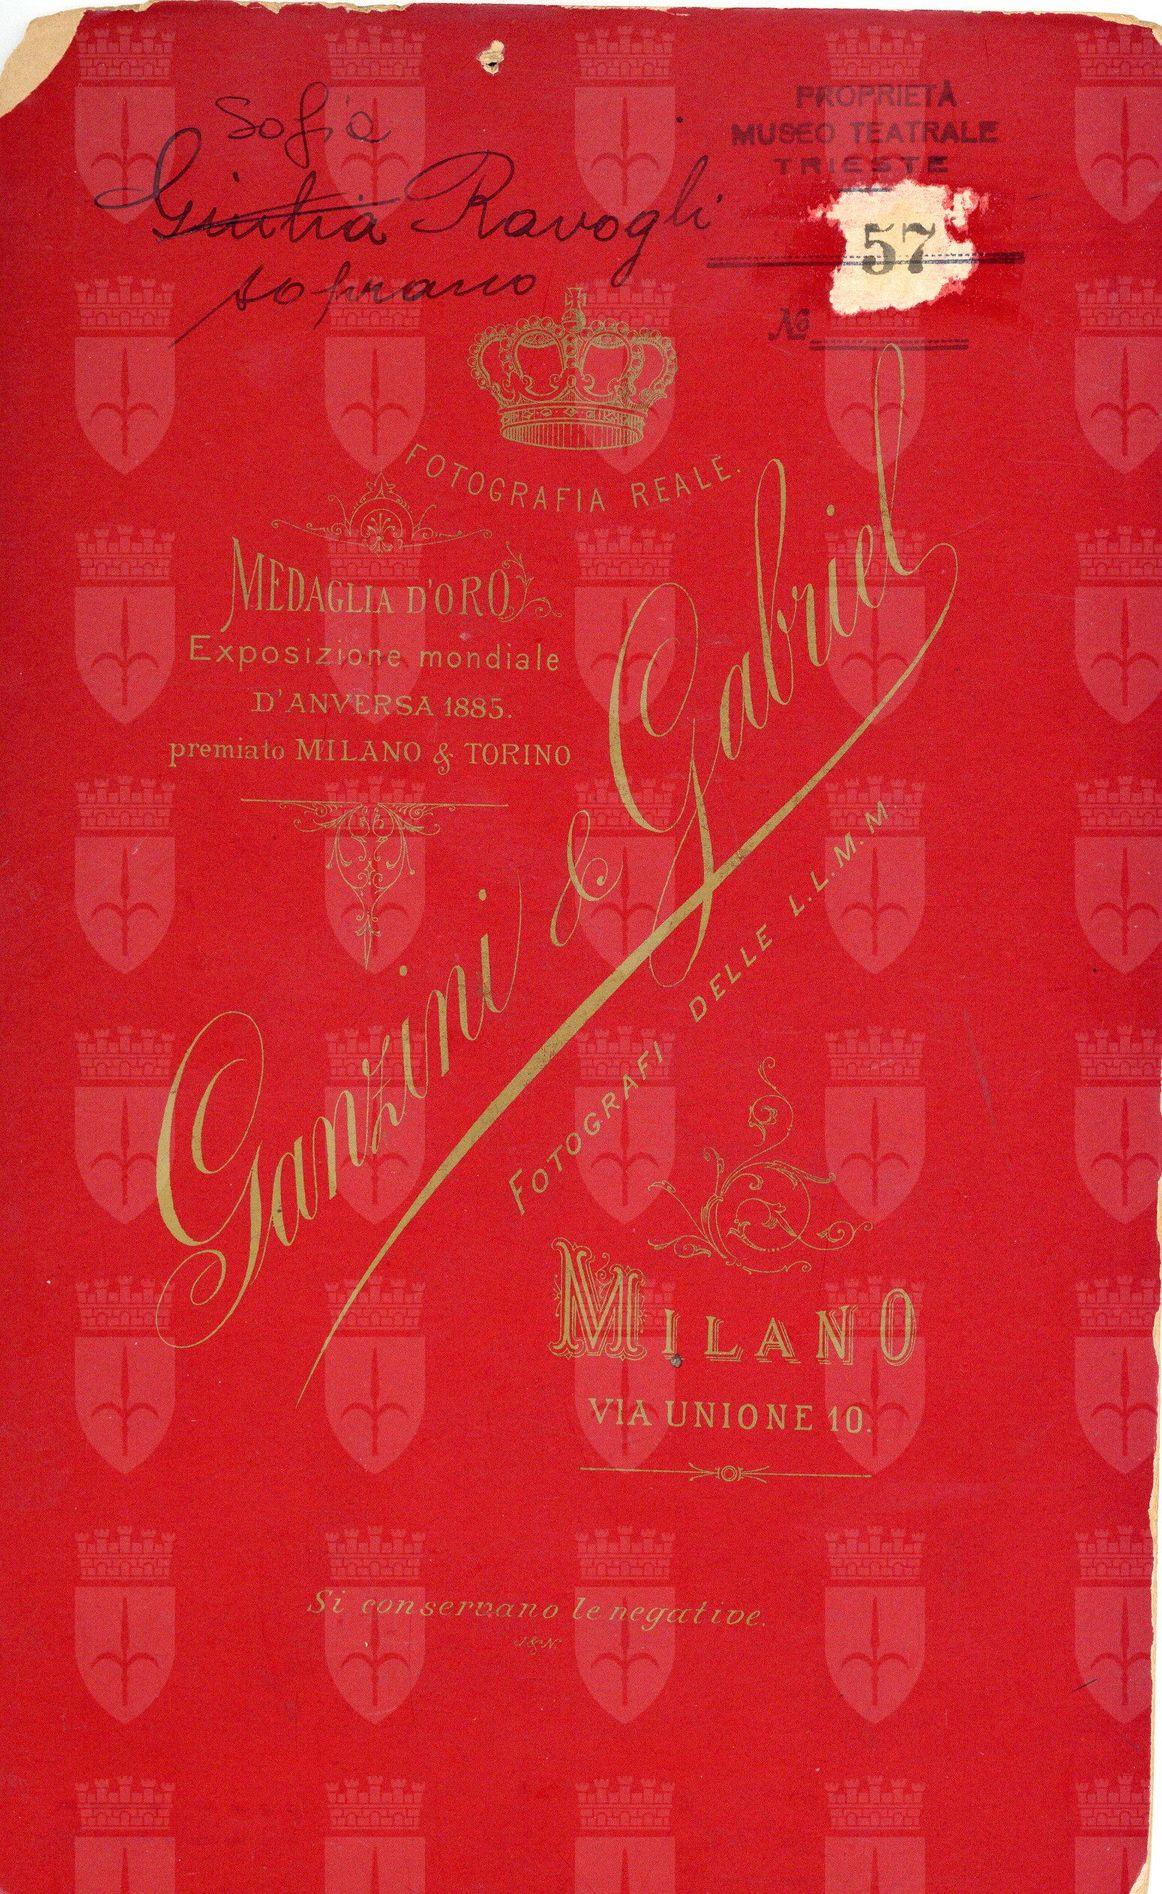 Sofia
Giulia Ravogli
soprano
PROPRIETÀ
MUSEO TEATRALE
TRIESTE
57
No
FOTOGRAFIA REALE.
MEDAGLIA D'ORO
Esposizione mondiale
D'ANVERSA 1885.
premiato MILANO & TORINO
Ganzini & Gabriel
FOTOGRAFI DELLE L.L.M.M.
MILANO
VIA UNIONE 10.
Si conservano le negative.
J&N.